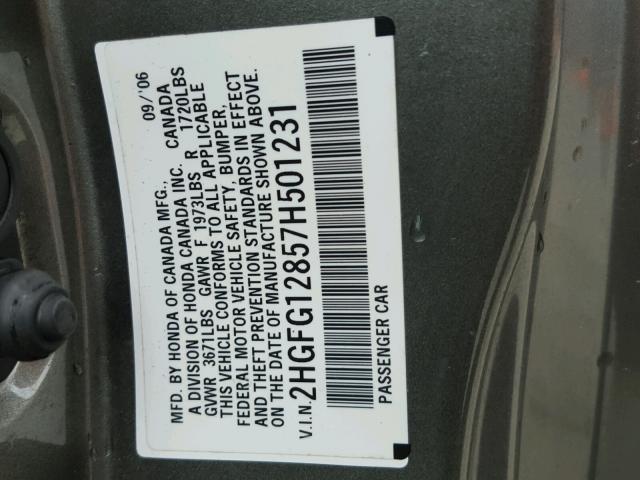 MFD. BY HONDA OF CANADA MFG., 09/'06
A DIVISION OF HONDA CANADA INC. CANADA
GVWR 3671LBS GAWR F 1973LBS R 1720LBS
THIS VEHICLE CONFORMS TO ALL APPLICABLE
FEDERAL MOTOR VEHICLE SAFETY, BUMPER,
AND THEFT PREVENTION STANDARDS IN EFFECT
ON THE DATE OF MANUFACTURE SHOWN ABOVE.
V.I.N. 2HGFG12857H501231
PASSENGER CAR